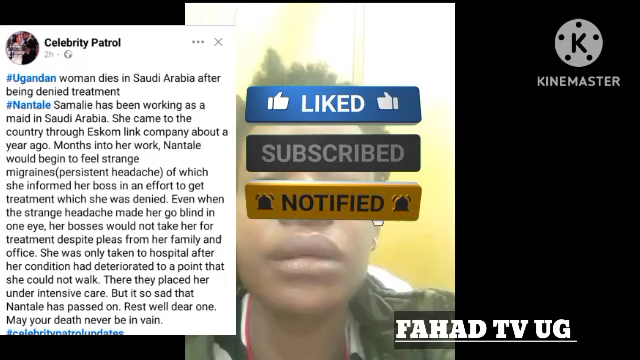 Celebrity Patrol
2h
#Ugandan woman dies in Saudi Arabia after
being denied treatment
#Nantale Samalie has been working as a
maid in Saudi Arabia. She came to the
country through Eskom link company about a
year ago. Months into her work, Nantale
would begin to feel strange
migraines(persistent headache) of which
she informed her boss in an effort to get
treatment which she was denied. Even when
the strange headache made her go blind in
one eye, her bosses would not take her for
treatment despite pleas from her family and
office. She was only taken to hospital after
her condition had deteriorated to a point that
she could not walk. There they placed her
under intensive care. But it so sad that
Nantale has passed on. Rest well dear one.
May your death never be in vain.
#celebritypatrolupdates
LIKED
SUBSCRIBED
NOTIFIED
KINEMASTER
FAHAD TV UG